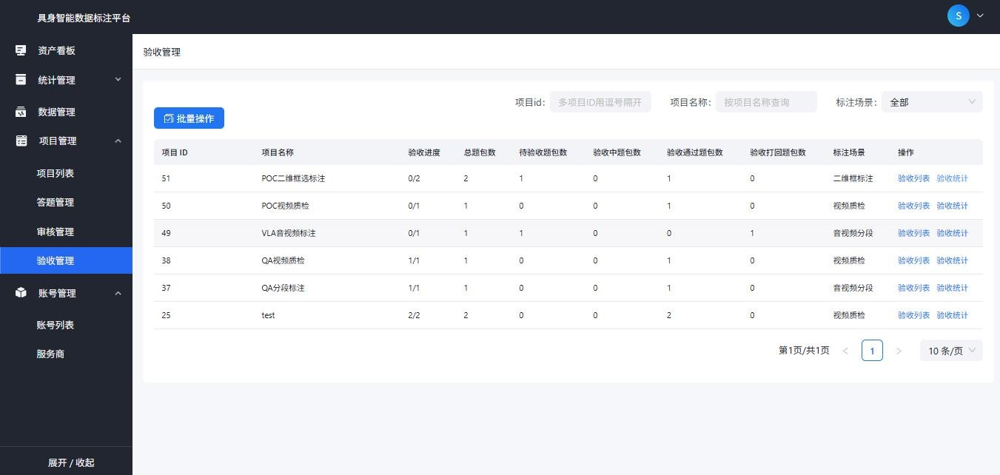 具身智能数据标注平台
S
资产看板
统计管理
数据管理
项目管理
项目列表
答题管理
审核管理
验收管理
账号管理
账号列表
服务商
展开 / 收起
验收管理
项目id: 多项目ID用逗号隔开 项目名称: 按项目名称查询 标注场景: 全部
批量操作
项目 ID 项目名称 验收进度 总题包数 待验收题包数 验收中题包数 验收通过题包数 验收打回题包数 标注场景 操作
51 POC二维框选标注 0/2 2 1 0 1 0 二维框标注 验收列表 验收统计
50 POC视频质检 0/1 1 0 0 1 0 视频质检 验收列表 验收统计
49 VLA音视频标注 0/1 1 1 0 0 1 音视频分段 验收列表 验收统计
38 QA视频质检 1/1 1 0 0 1 0 视频质检 验收列表 验收统计
37 QA分段标注 1/1 1 0 0 1 0 音视频分段 验收列表 验收统计
25 test 2/2 2 0 0 2 0 视频质检 验收列表 验收统计
第1页/共1页 < 1 > 10 条/页